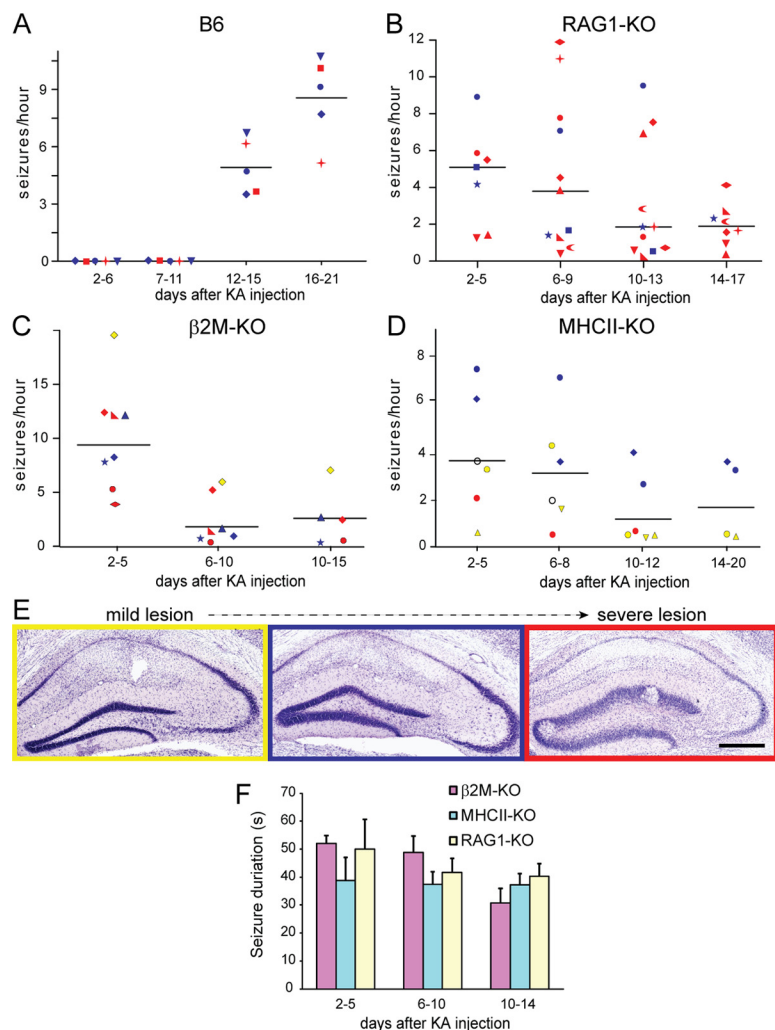 A
B6
seizures/hour
9
6
3
0
2-6 7-11 12-15 16-21
days after KA injection
B
RAG1-KO
seizures/hour
12
10
8
6
4
2
0
2-5 6-9 10-13 14-17
days after KA injection
C
β2M-KO
seizures/hour
20
15
10
5
0
2-5 6-10 10-15
days after KA injection
D
MHCII-KO
seizures/hour
8
6
4
2
0
2-5 6-8 10-12 14-20
days after KA injection
E
mild lesion severe lesion
F
β2M-KO
MHCII-KO
RAG1-KO
Seizure duriation (s)
60
50
40
30
20
10
0
2-5 6-10 10-14
days after KA injection